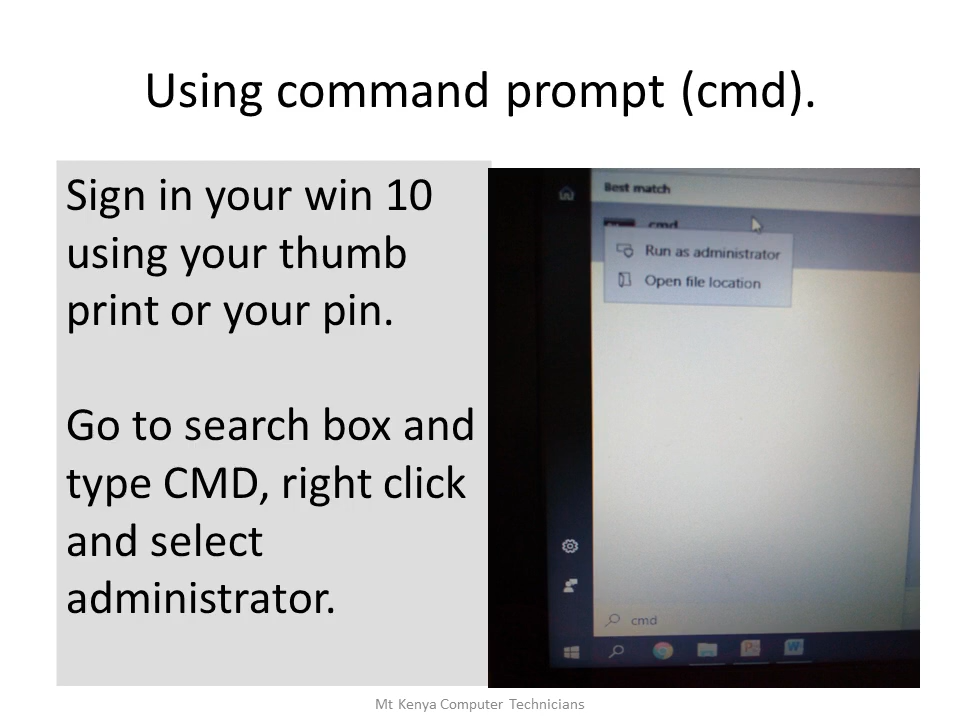 Using command prompt (cmd).
Sign in your win 10
using your thumb
print or your pin.
Go to search box and
type CMD, right click
and select
administrator.
Best match
cmd
Run as administrator
Open file location
cmd
Mt Kenya Computer Technicians